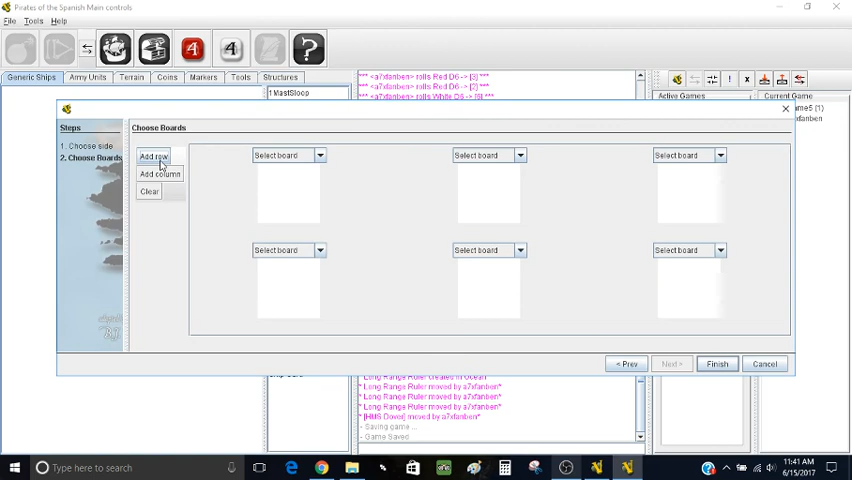 Pirates of the Spanish Main controls
File Tools Help
4 4 ?
Generic Ships Army Units Terrain Coins Markers Tools Structures
1MastSloop
*** <a7xfanben> rolls Red D6 -> [3] ***
*** <a7xfanben> rolls Red D6 -> [2] ***
*** <a7xfanben> rolls White D6 -> [6] ***
Active Games Current Game
Steps
1. Choose side
2. Choose Boards
Choose Boards
Add row
Add column
Clear
Select board Select board Select board
Select board Select board Select board
< Prev Next > Finish Cancel
* Long Range Ruler created in Ocean *
* Long Range Ruler moved by a7xfanben*
* Long Range Ruler moved by a7xfanben*
* Long Range Ruler moved by a7xfanben*
* [HMS Dover] moved by a7xfanben*
- Saving game ...
- Game Saved
Type here to search
11:41 AM
6/15/2017